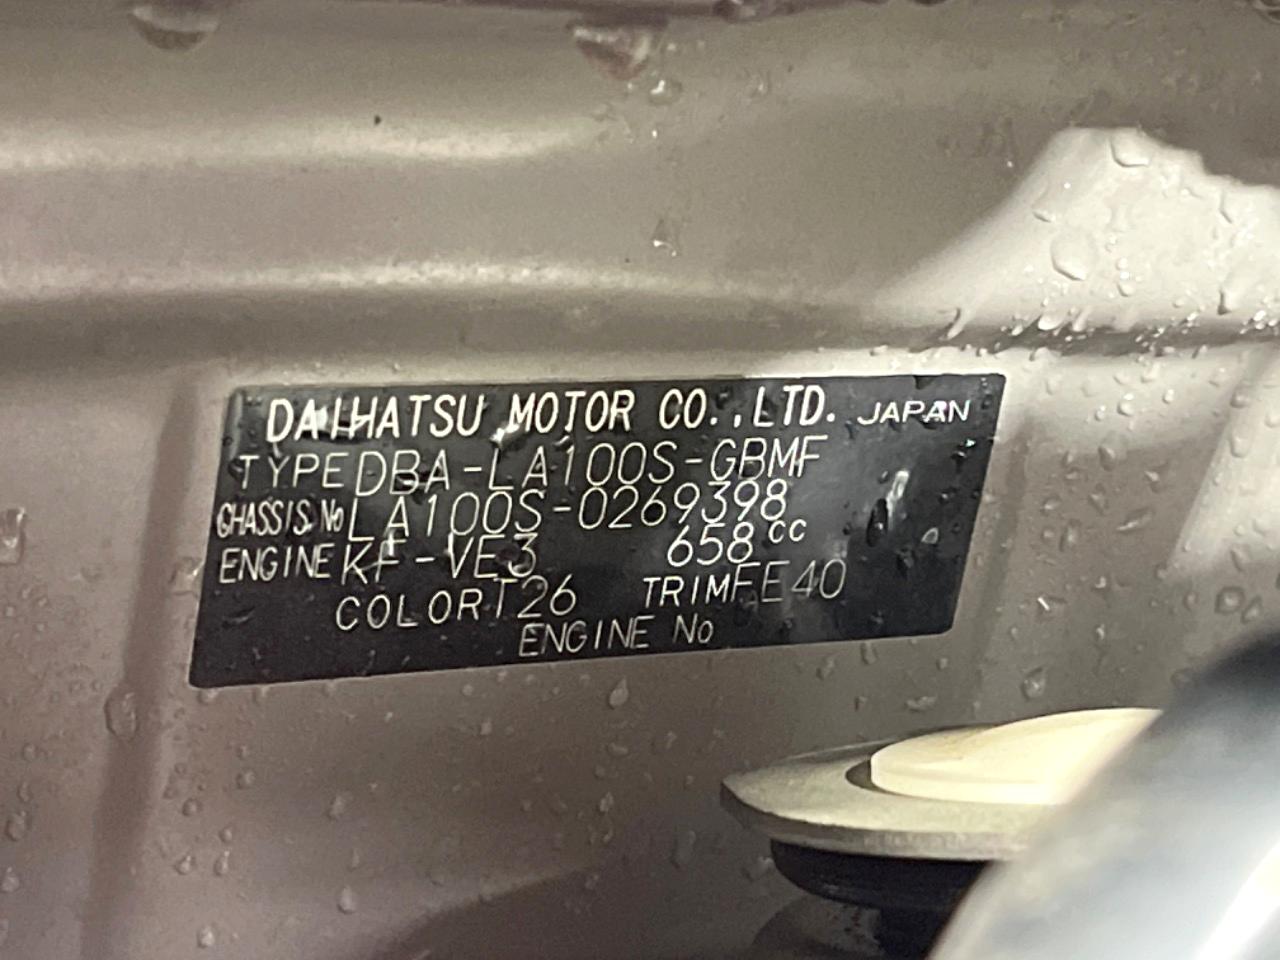 DAIHATSU MOTOR CO.,LTD. JAPAN
TYPE DBA-LA100S-GBMF
CHASSIS No LA100S-0269398
ENGINE KF-VE3 658cc
COLOR T26 TRIM FE40
ENGINE No